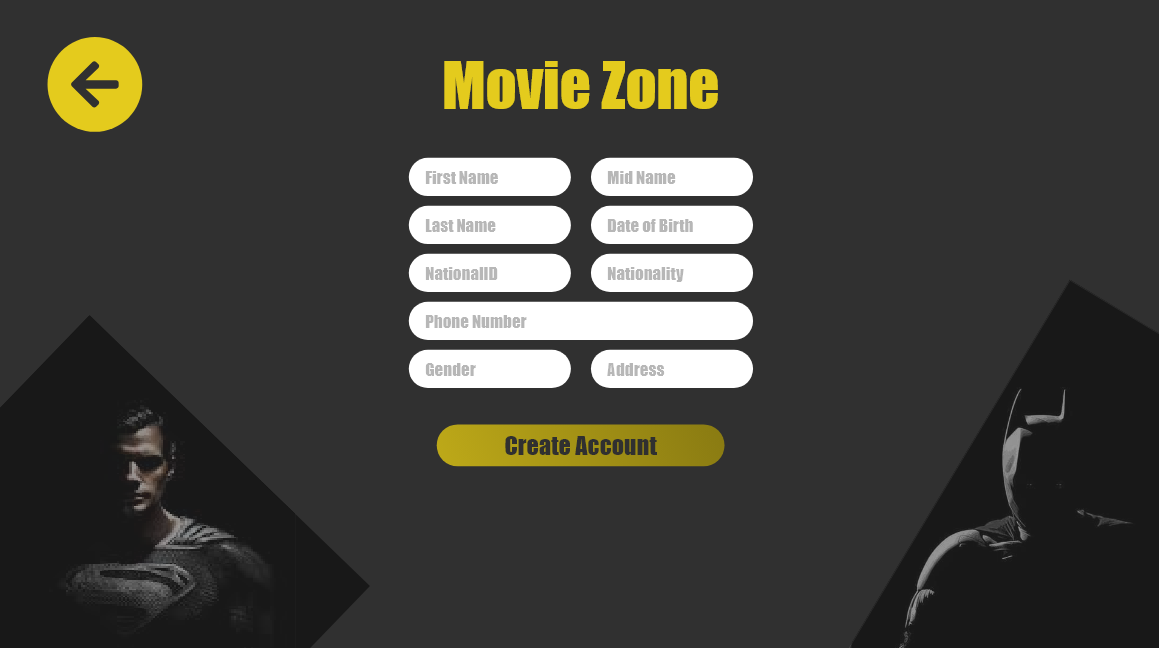 Movie Zone
First Name
Mid Name
Last Name
Date of Birth
NationalID
Nationality
Phone Number
Gender
Address
Create Account